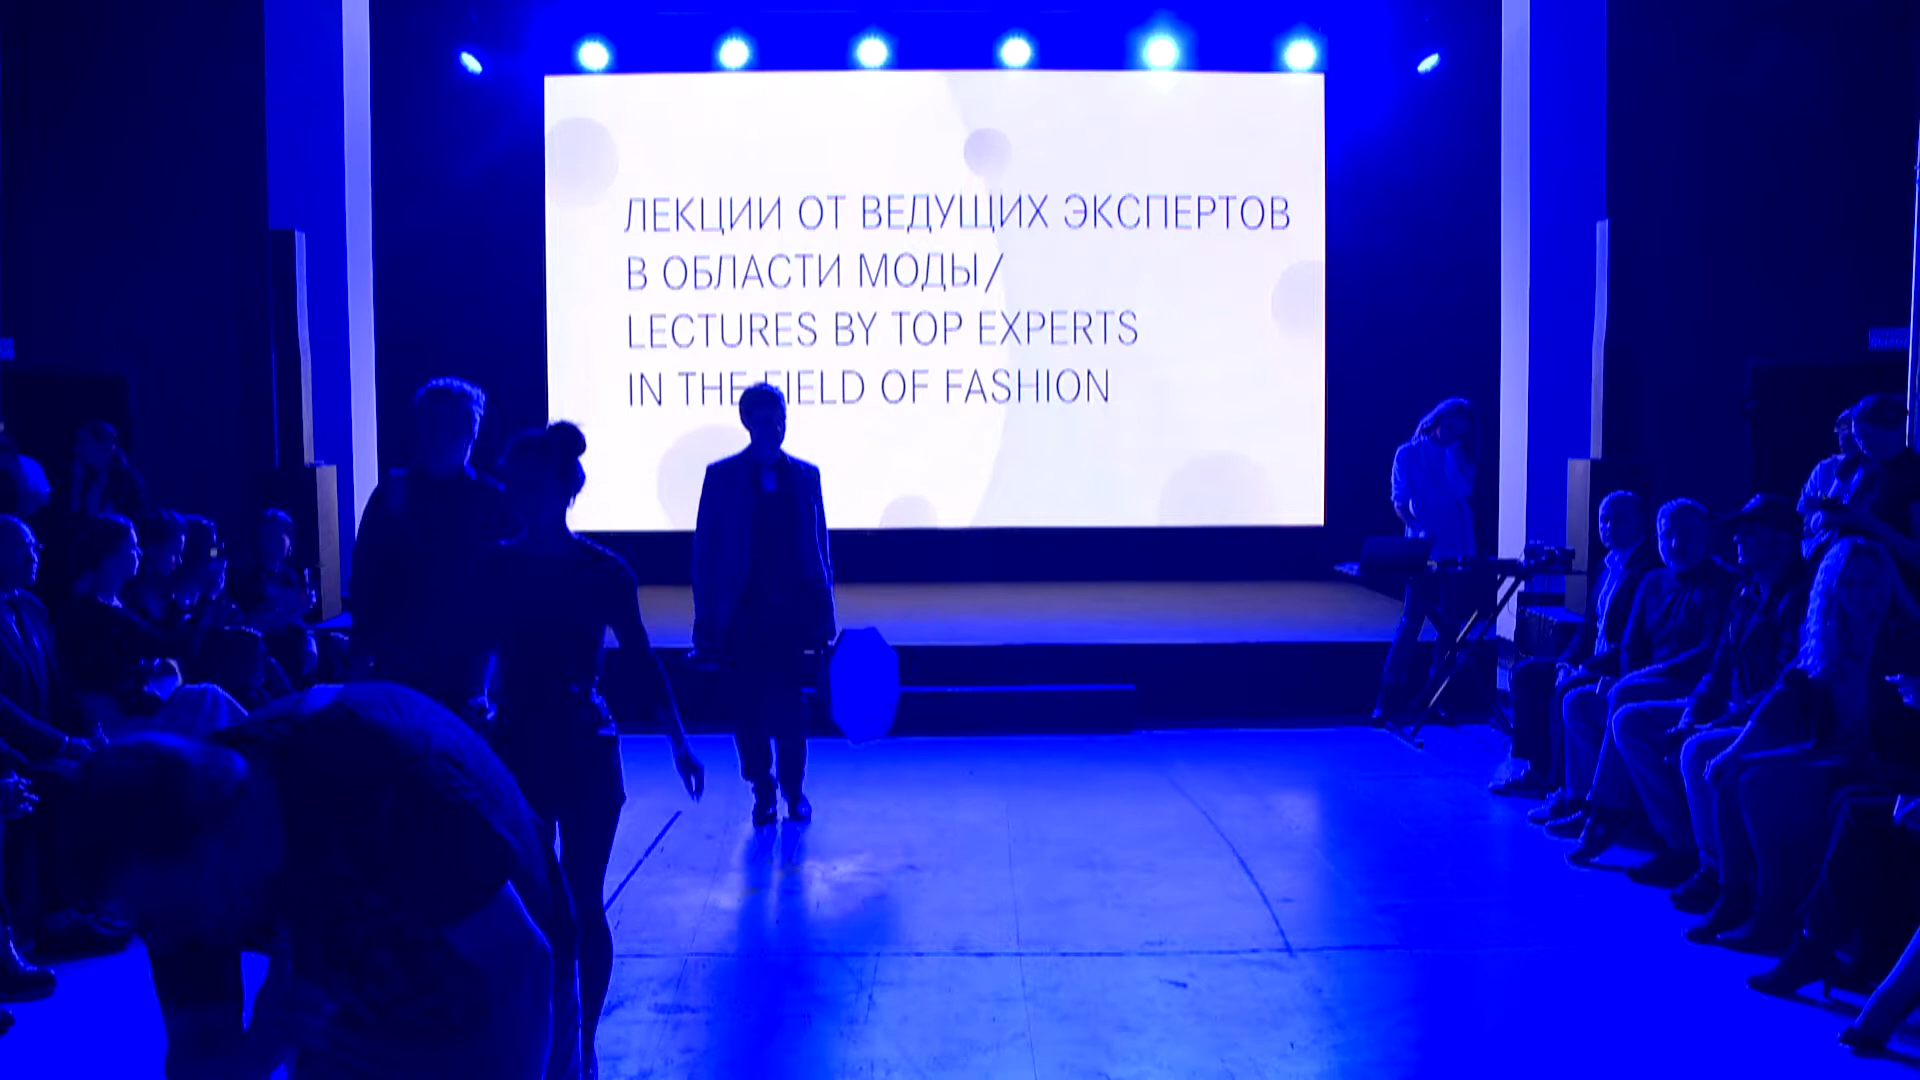 ЛЕКЦИИ ОТ ВЕДУЩИХ ЭКСПЕРТОВ
В ОБЛАСТИ МОДЫ/
LECTURES BY TOP EXPERTS
IN THE FIELD OF FASHION